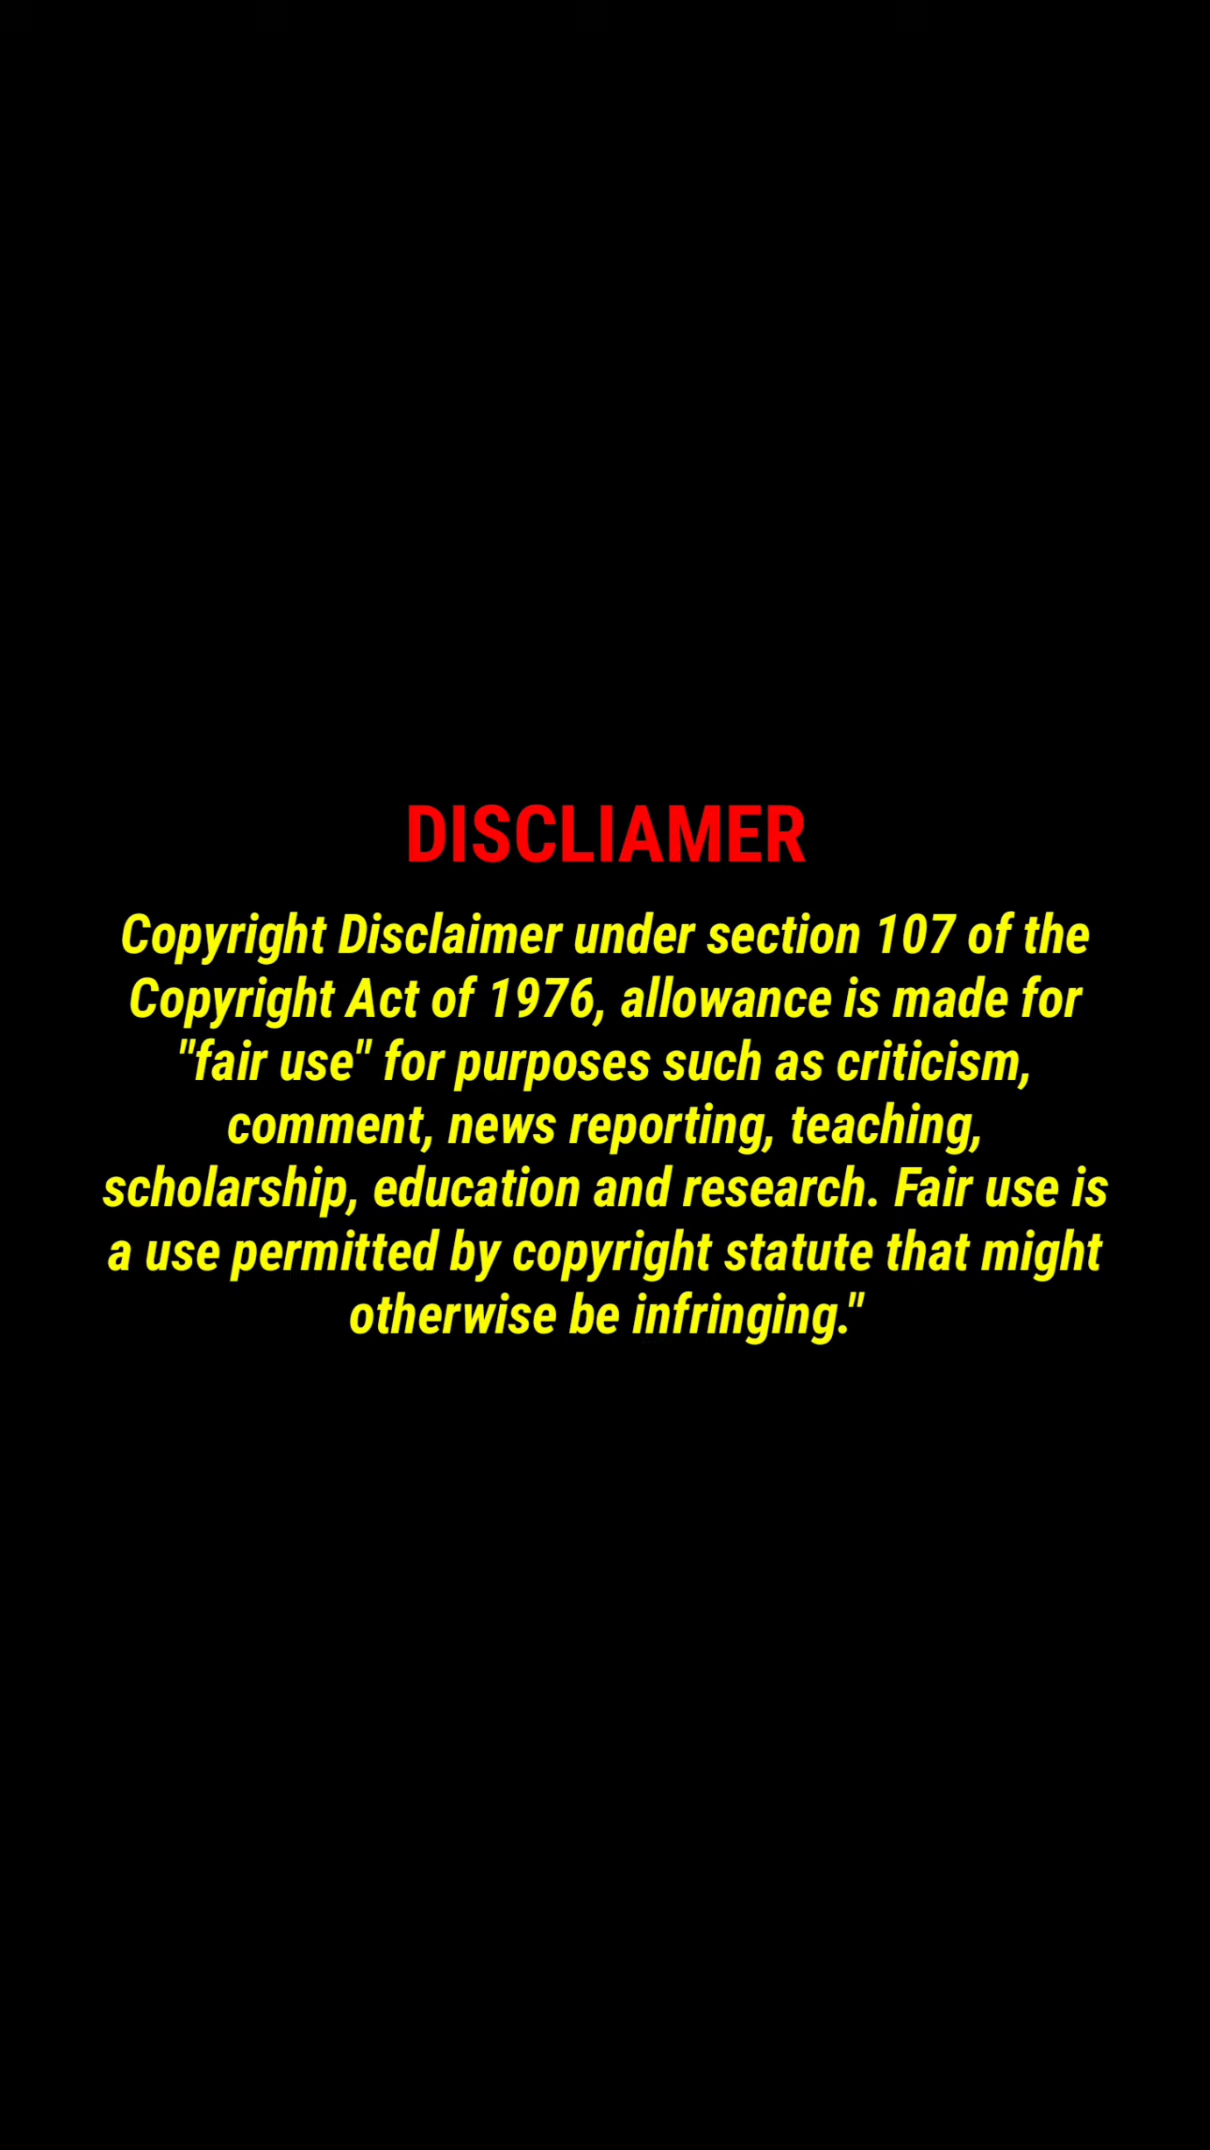 DISCLIAMER
Copyright Disclaimer under section 107 of the
Copyright Act of 1976, allowance is made for
"fair use" for purposes such as criticism,
comment, news reporting, teaching,
scholarship, education and research. Fair use is
a use permitted by copyright statute that might
otherwise be infringing."